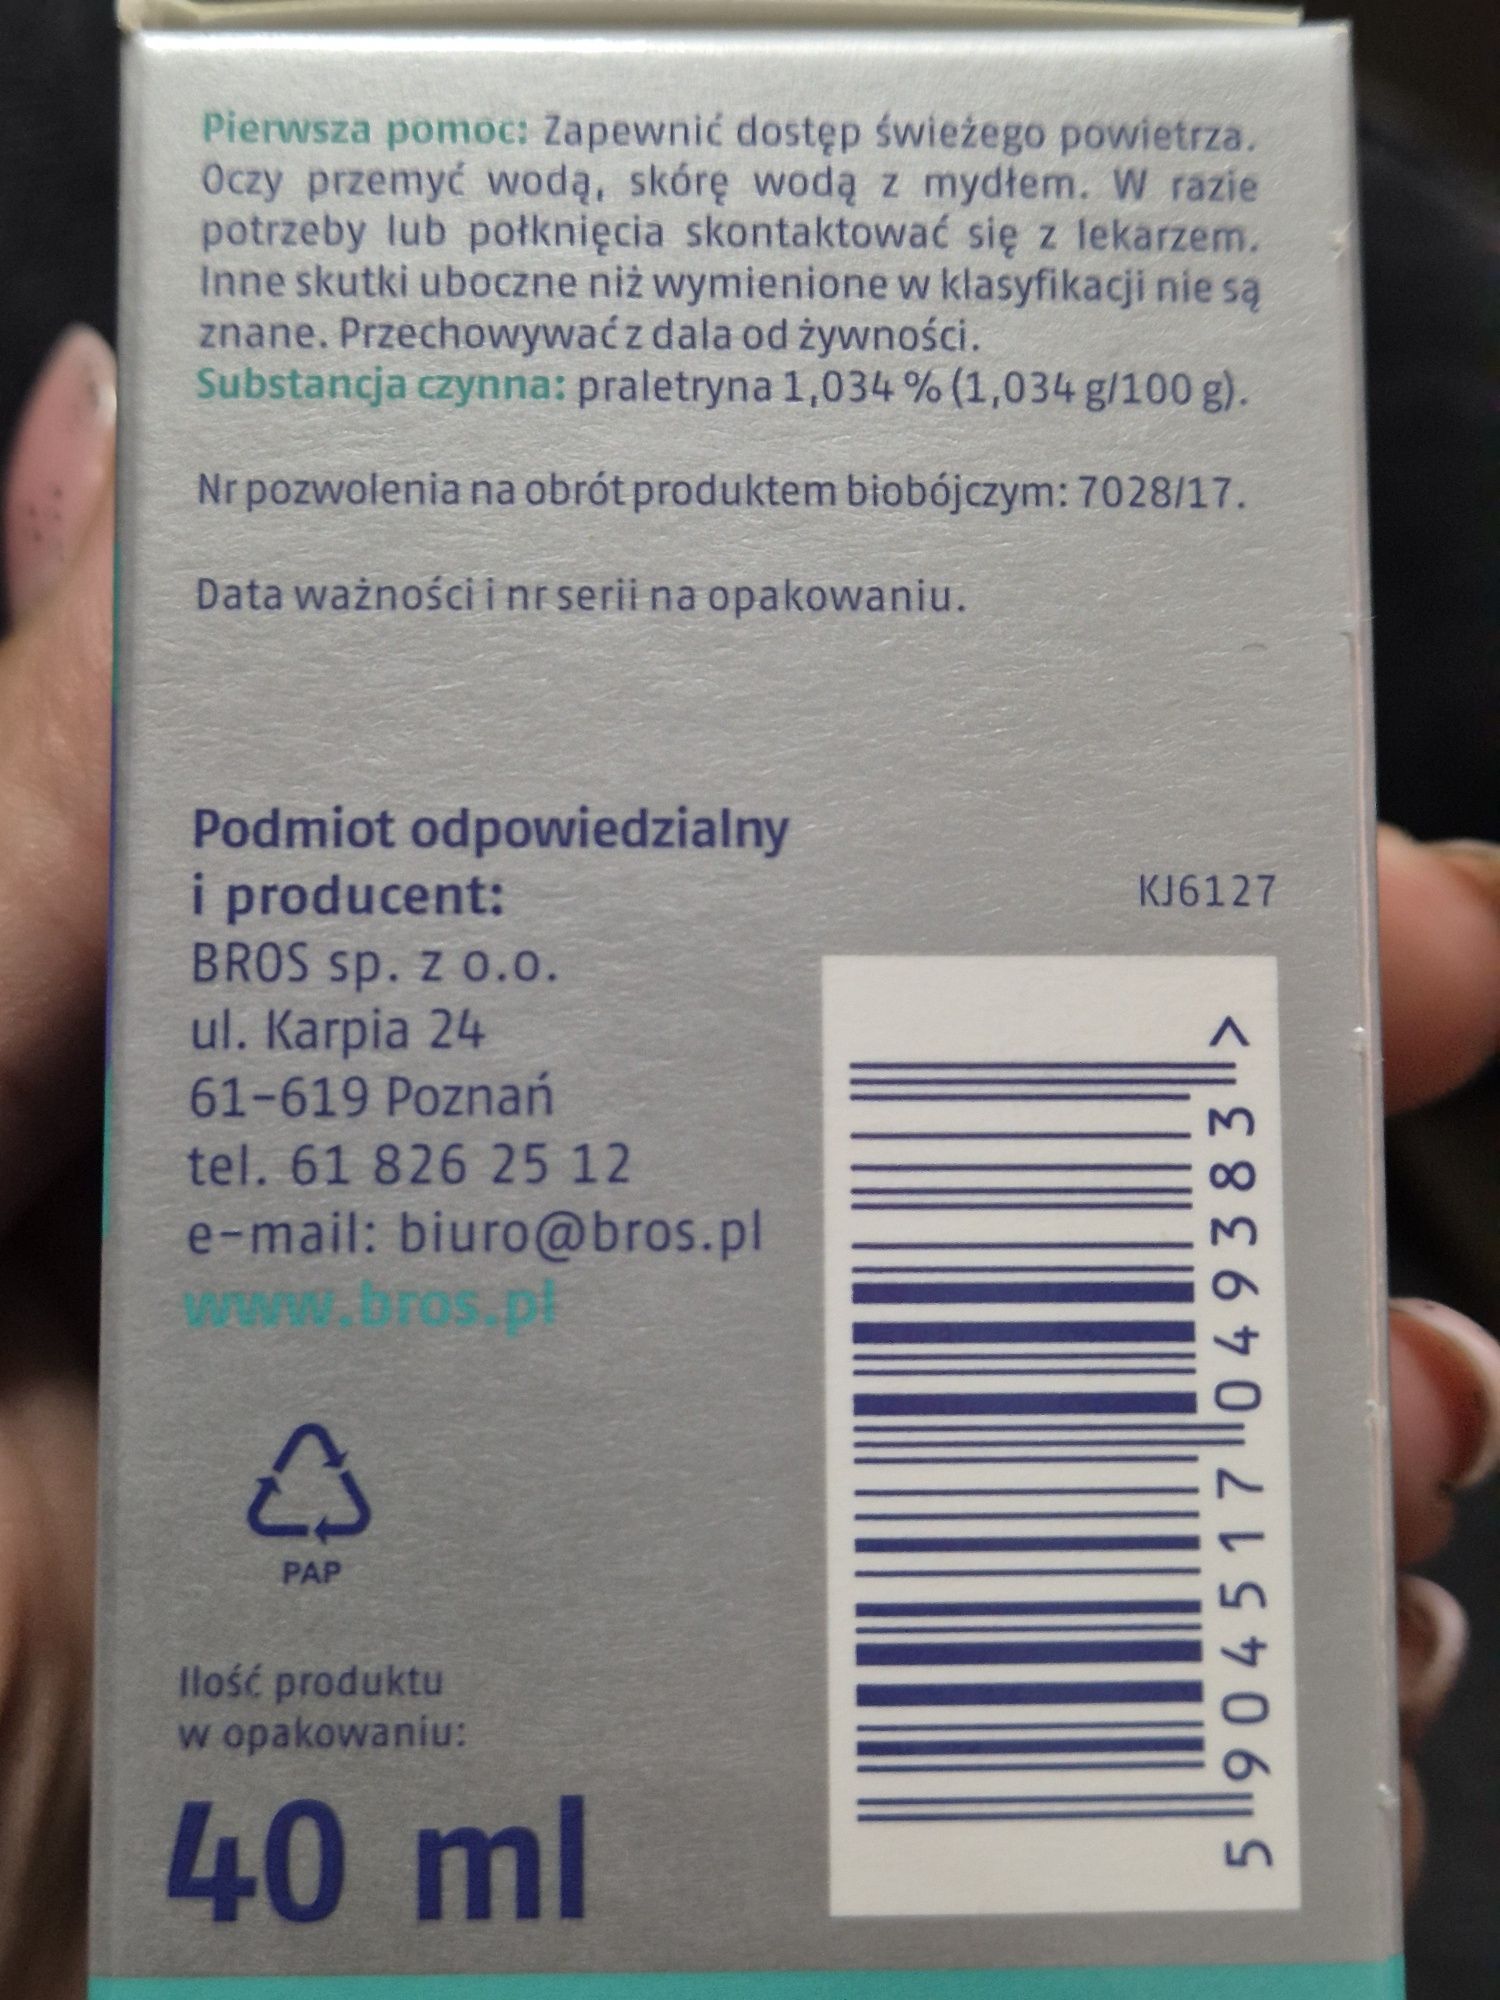 Pierwsza pomoc: Zapewnić dostęp świeżego powietrza.
Oczy przemyć wodą, skórę wodą z mydłem. W razie
potrzeby lub połknięcia skontaktować się z lekarzem.
Inne skutki uboczne niż wymienione w klasyfikacji nie są
znane. Przechowywać z dala od żywności.
Substancja czynna: praletryna 1,034 % (1,034 g/100 g).
Nr pozwolenia na obrót produktem biobójczym: 7028/17.
Data ważności i nr serii na opakowaniu.
Podmiot odpowiedzialny
i producent:
BROS sp. z o.o.
ul. Karpia 24
61-619 Poznań
tel. 61 826 25 12
e-mail: biuro@bros.pl
www.bros.pl
PAP
Ilość produktu
w opakowaniu:
40 ml
KJ6127
5 904517 049383 >